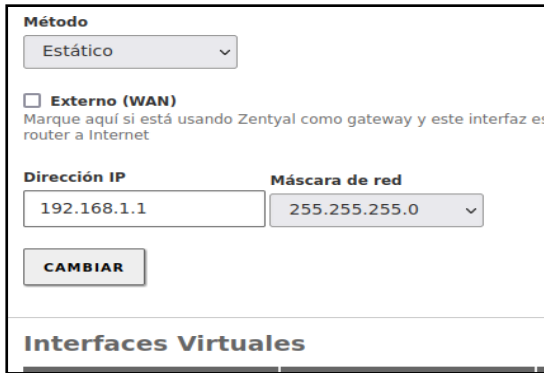 Método
Estático
Externo (WAN)
Marque aquí si está usando Zentyal como gateway y este interfaz es
router a Internet
Dirección IP
Máscara de red
192.168.1.1
255.255.255.0
CAMBIAR
Interfaces Virtuales